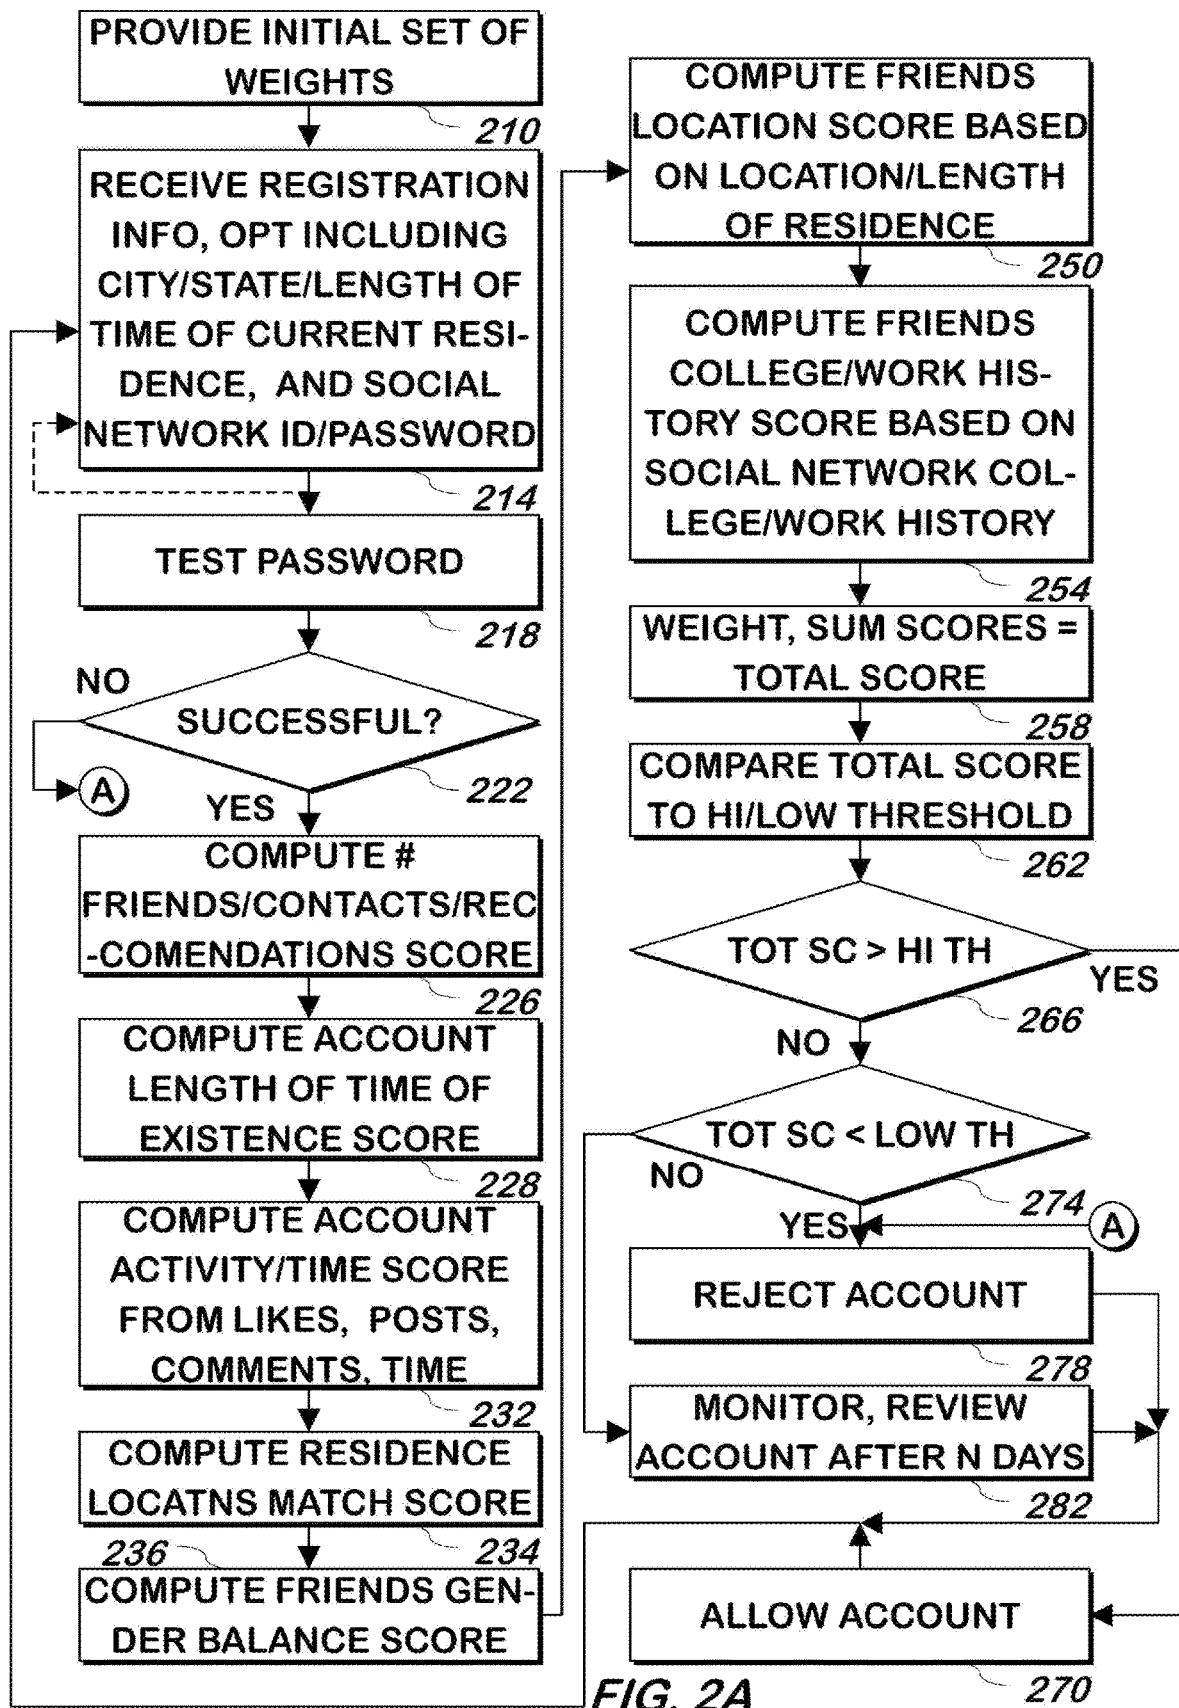 PROVIDE INITIAL SET OF
WEIGHTS
210
RECEIVE REGISTRATION
INFO, OPT INCLUDING
CITY/STATE/LENGTH OF
TIME OF CURRENT RESI-
DENCE, AND SOCIAL
NETWORK ID/PASSWORD
214
TEST PASSWORD
218
NO
SUCCESSFUL?
222
A
YES
COMPUTE #
FRIENDS/CONTACTS/REC
-COMENDATIONS SCORE
226
COMPUTE ACCOUNT
LENGTH OF TIME OF
EXISTENCE SCORE
228
COMPUTE ACCOUNT
ACTIVITY/TIME SCORE
FROM LIKES, POSTS,
COMMENTS, TIME
232
COMPUTE RESIDENCE
LOCATNS MATCH SCORE
234
236
COMPUTE FRIENDS GEN-
DER BALANCE SCORE
COMPUTE FRIENDS
LOCATION SCORE BASED
ON LOCATION/LENGTH
OF RESIDENCE
250
COMPUTE FRIENDS
COLLEGE/WORK HIS-
TORY SCORE BASED ON
SOCIAL NETWORK COL-
LEGE/WORK HISTORY
254
WEIGHT, SUM SCORES =
TOTAL SCORE
258
COMPARE TOTAL SCORE
TO HI/LOW THRESHOLD
262
TOT SC > HI TH
YES
266
NO
TOT SC < LOW TH
NO
274
YES
A
REJECT ACCOUNT
278
MONITOR, REVIEW
ACCOUNT AFTER N DAYS
282
ALLOW ACCOUNT
270
FIG. 2A